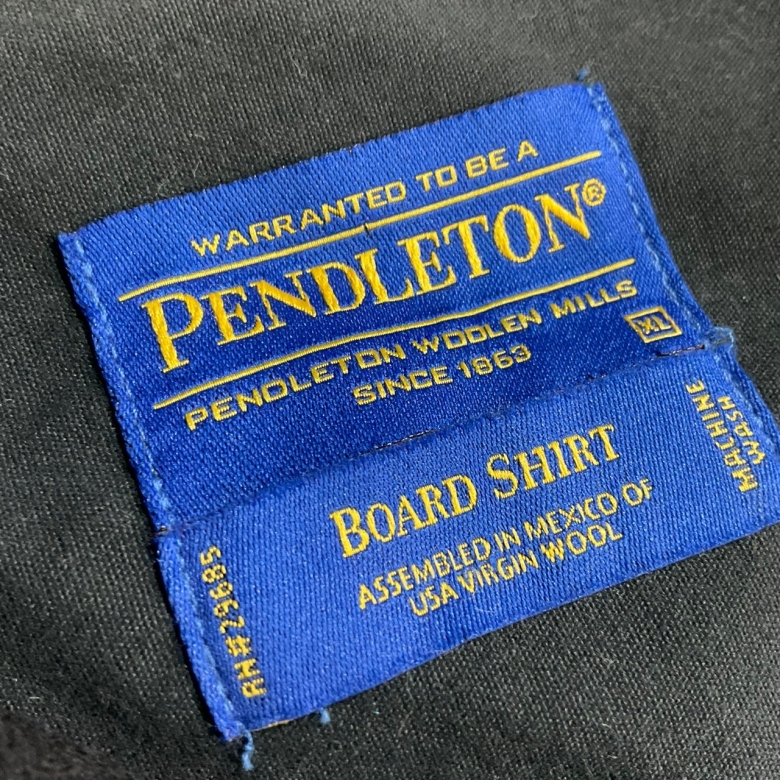 WARRANTED TO BE A
PENDLETON®
PENDLETON WOOLEN MILLS
SINCE 1863
XL
BOARD SHIRT
ASSEMBLED IN MEXICO OF
USA VIRGIN WOOL
MACHINE
WASH
RN#29685